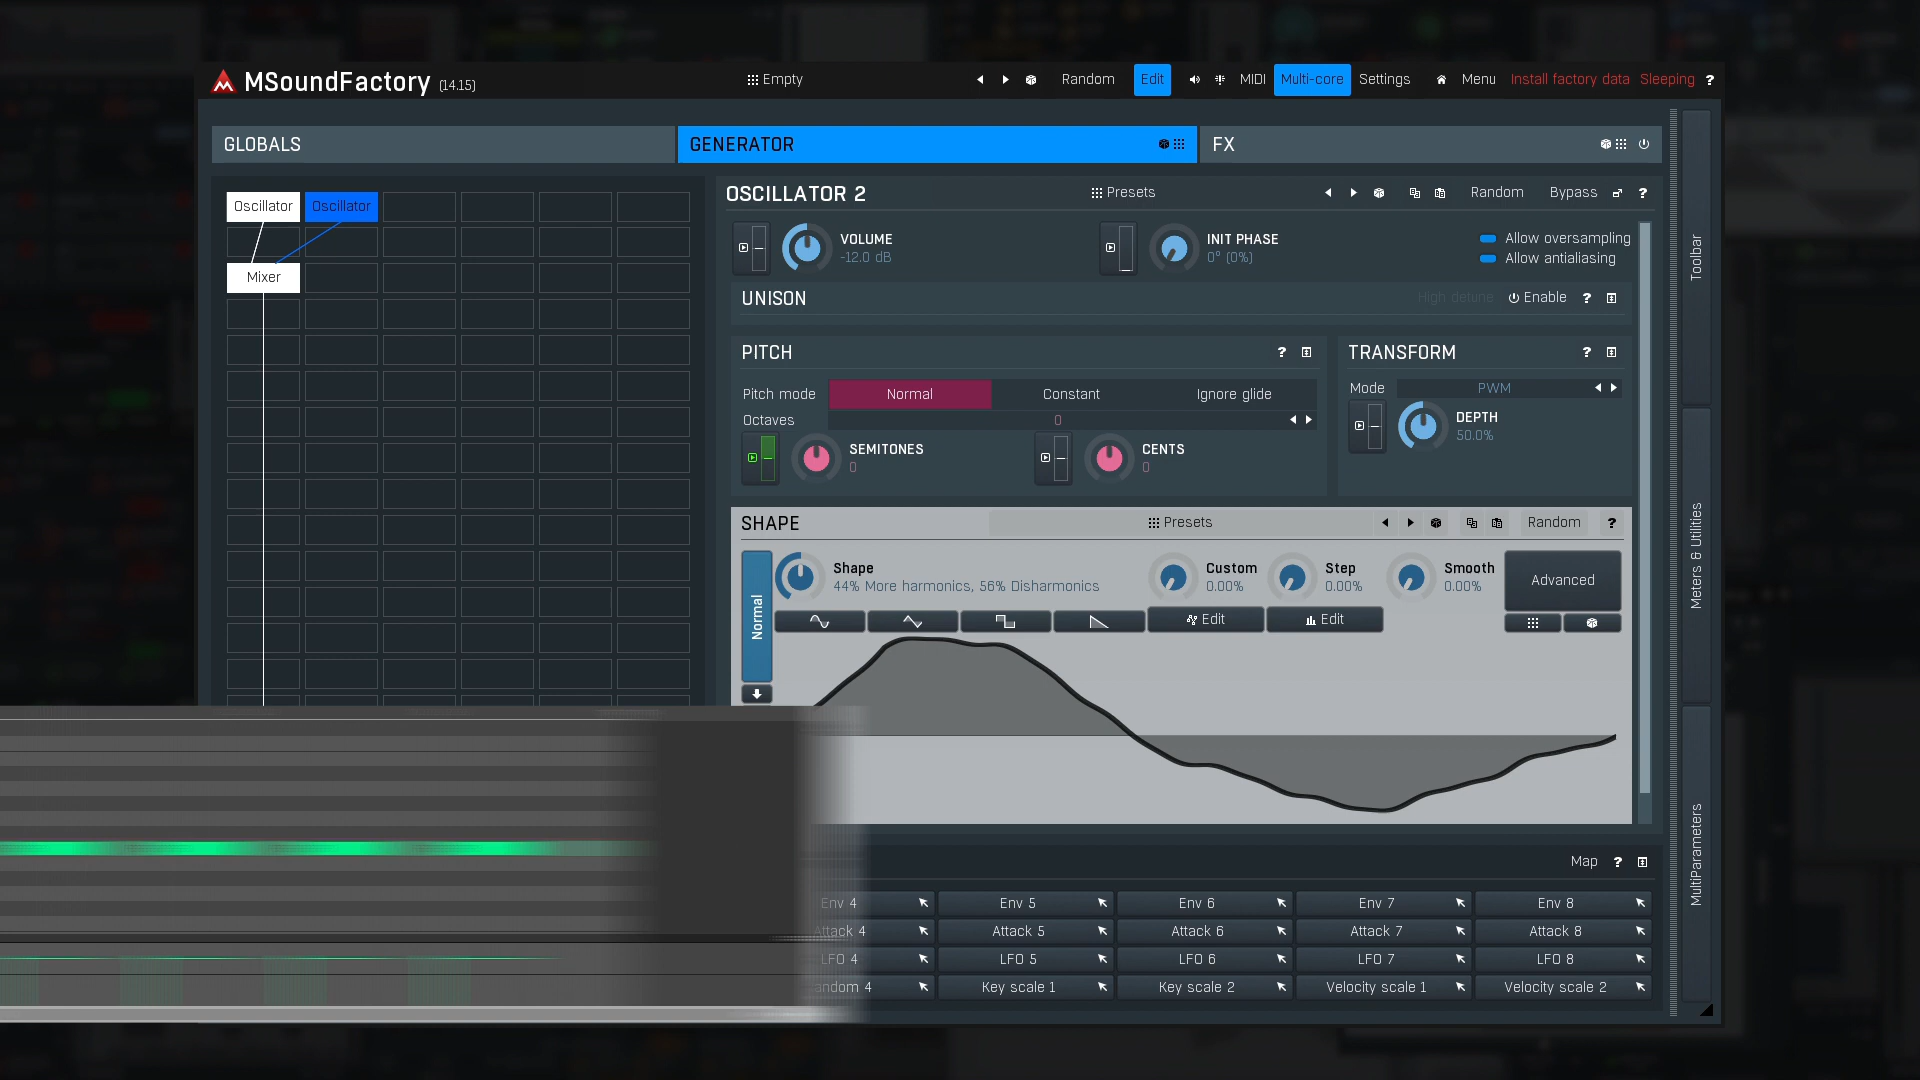 MSoundFactory (14.15)
Empty
Random
Edit
MIDI
Multi-core
Settings
Menu
Install factory data
Sleeping
?
GLOBALS
GENERATOR
FX
Oscillator
Oscillator
Mixer
OSCILLATOR 2
Presets
Random
Bypass
?
VOLUME
-12.0 dB
INIT PHASE
0° (0%)
Allow oversampling
Allow antialiasing
UNISON
High detune
Enable
?
PITCH
?
Pitch mode
Normal
Constant
Ignore glide
Octaves
0
SEMITONES
0
CENTS
0
TRANSFORM
?
Mode
PWM
DEPTH
50.0%
SHAPE
Presets
Random
?
Normal
Shape
44% More harmonics, 56% Disharmonics
Custom
0.00%
Step
0.00%
Smooth
0.00%
Advanced
Edit
Edit
Map
?
Env 4
Env 5
Env 6
Env 7
Env 8
Attack 4
Attack 5
Attack 6
Attack 7
Attack 8
LFO 4
LFO 5
LFO 6
LFO 7
LFO 8
andom 4
Key scale 1
Key scale 2
Velocity scale 1
Velocity scale 2
Toolbar
Meters & Utilities
MultiParameters